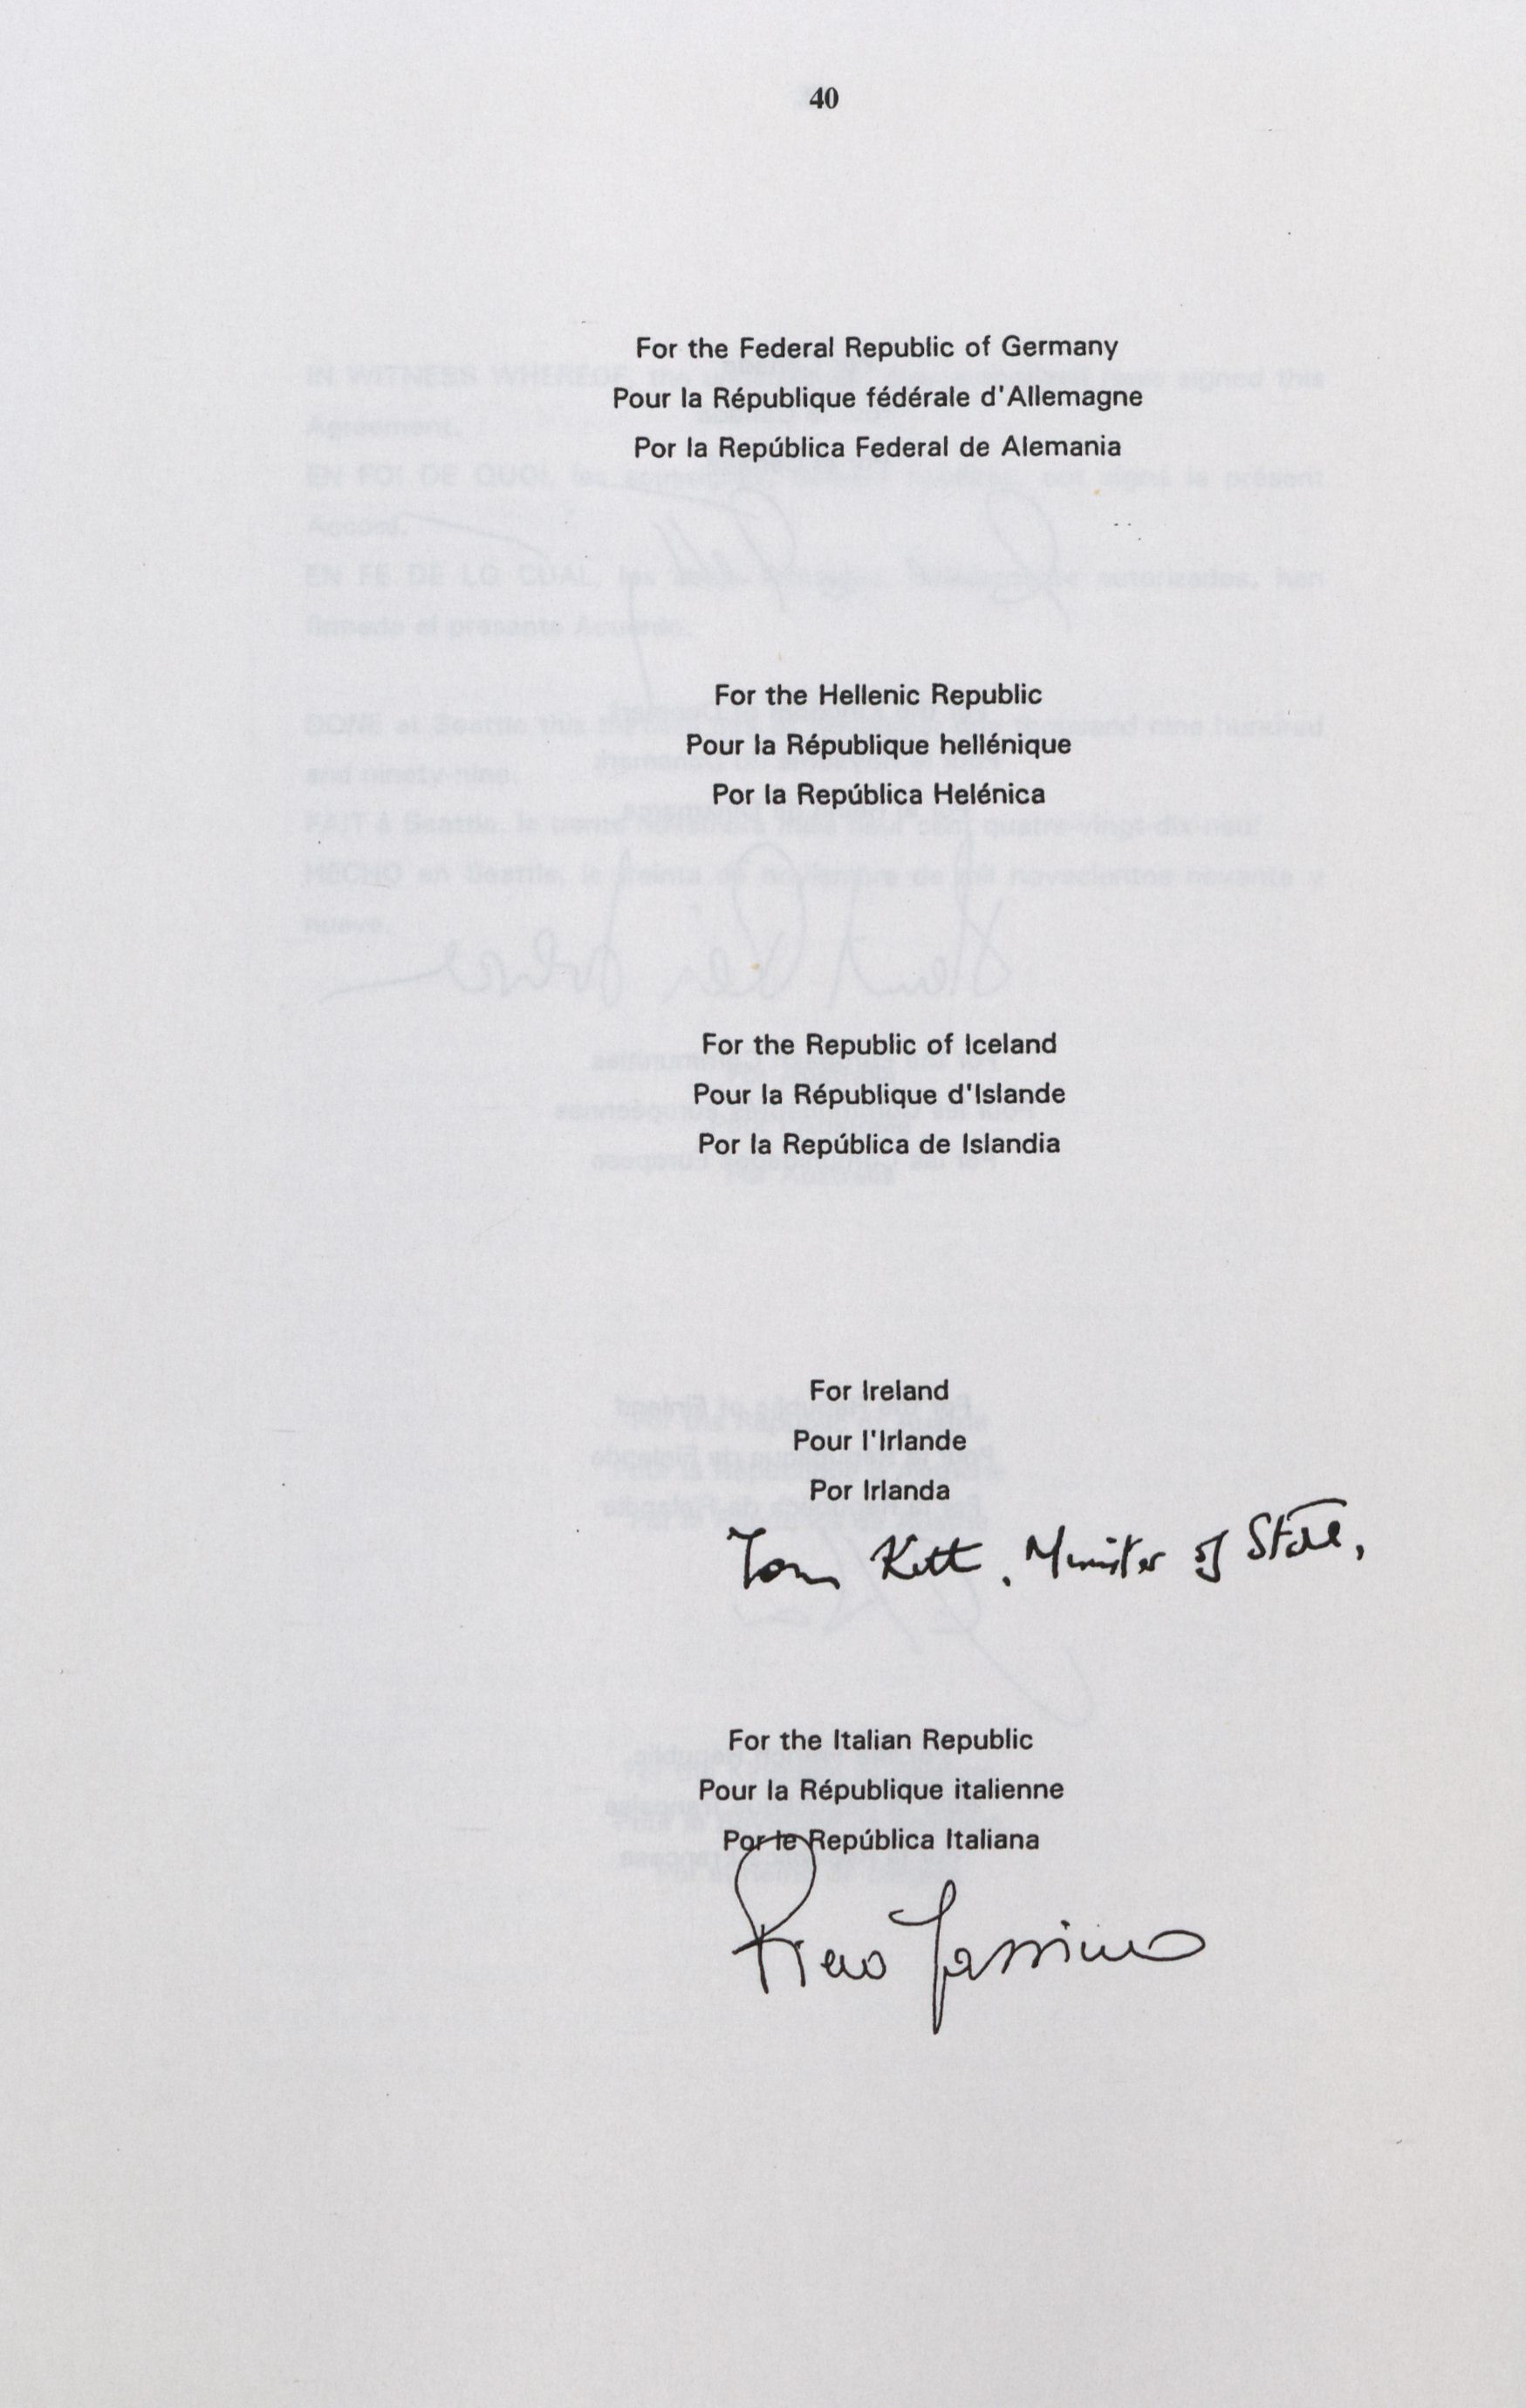 40
For the Federal Republic of Germany
Pour la République fédérale d'Allemagne
Por la República Federal de Alemania
For the Hellenic Republic
Pour la République hellénique
Por la República Helénica
For the Republic of Iceland
Pour la République d'Islande
Por la República de Islandia
For Ireland
Pour l'Irlande
Por Irlanda
Tom Kitt, Minister of State,
For the Italian Republic
Pour la République italienne
Por le República Italiana
Piero Fassino